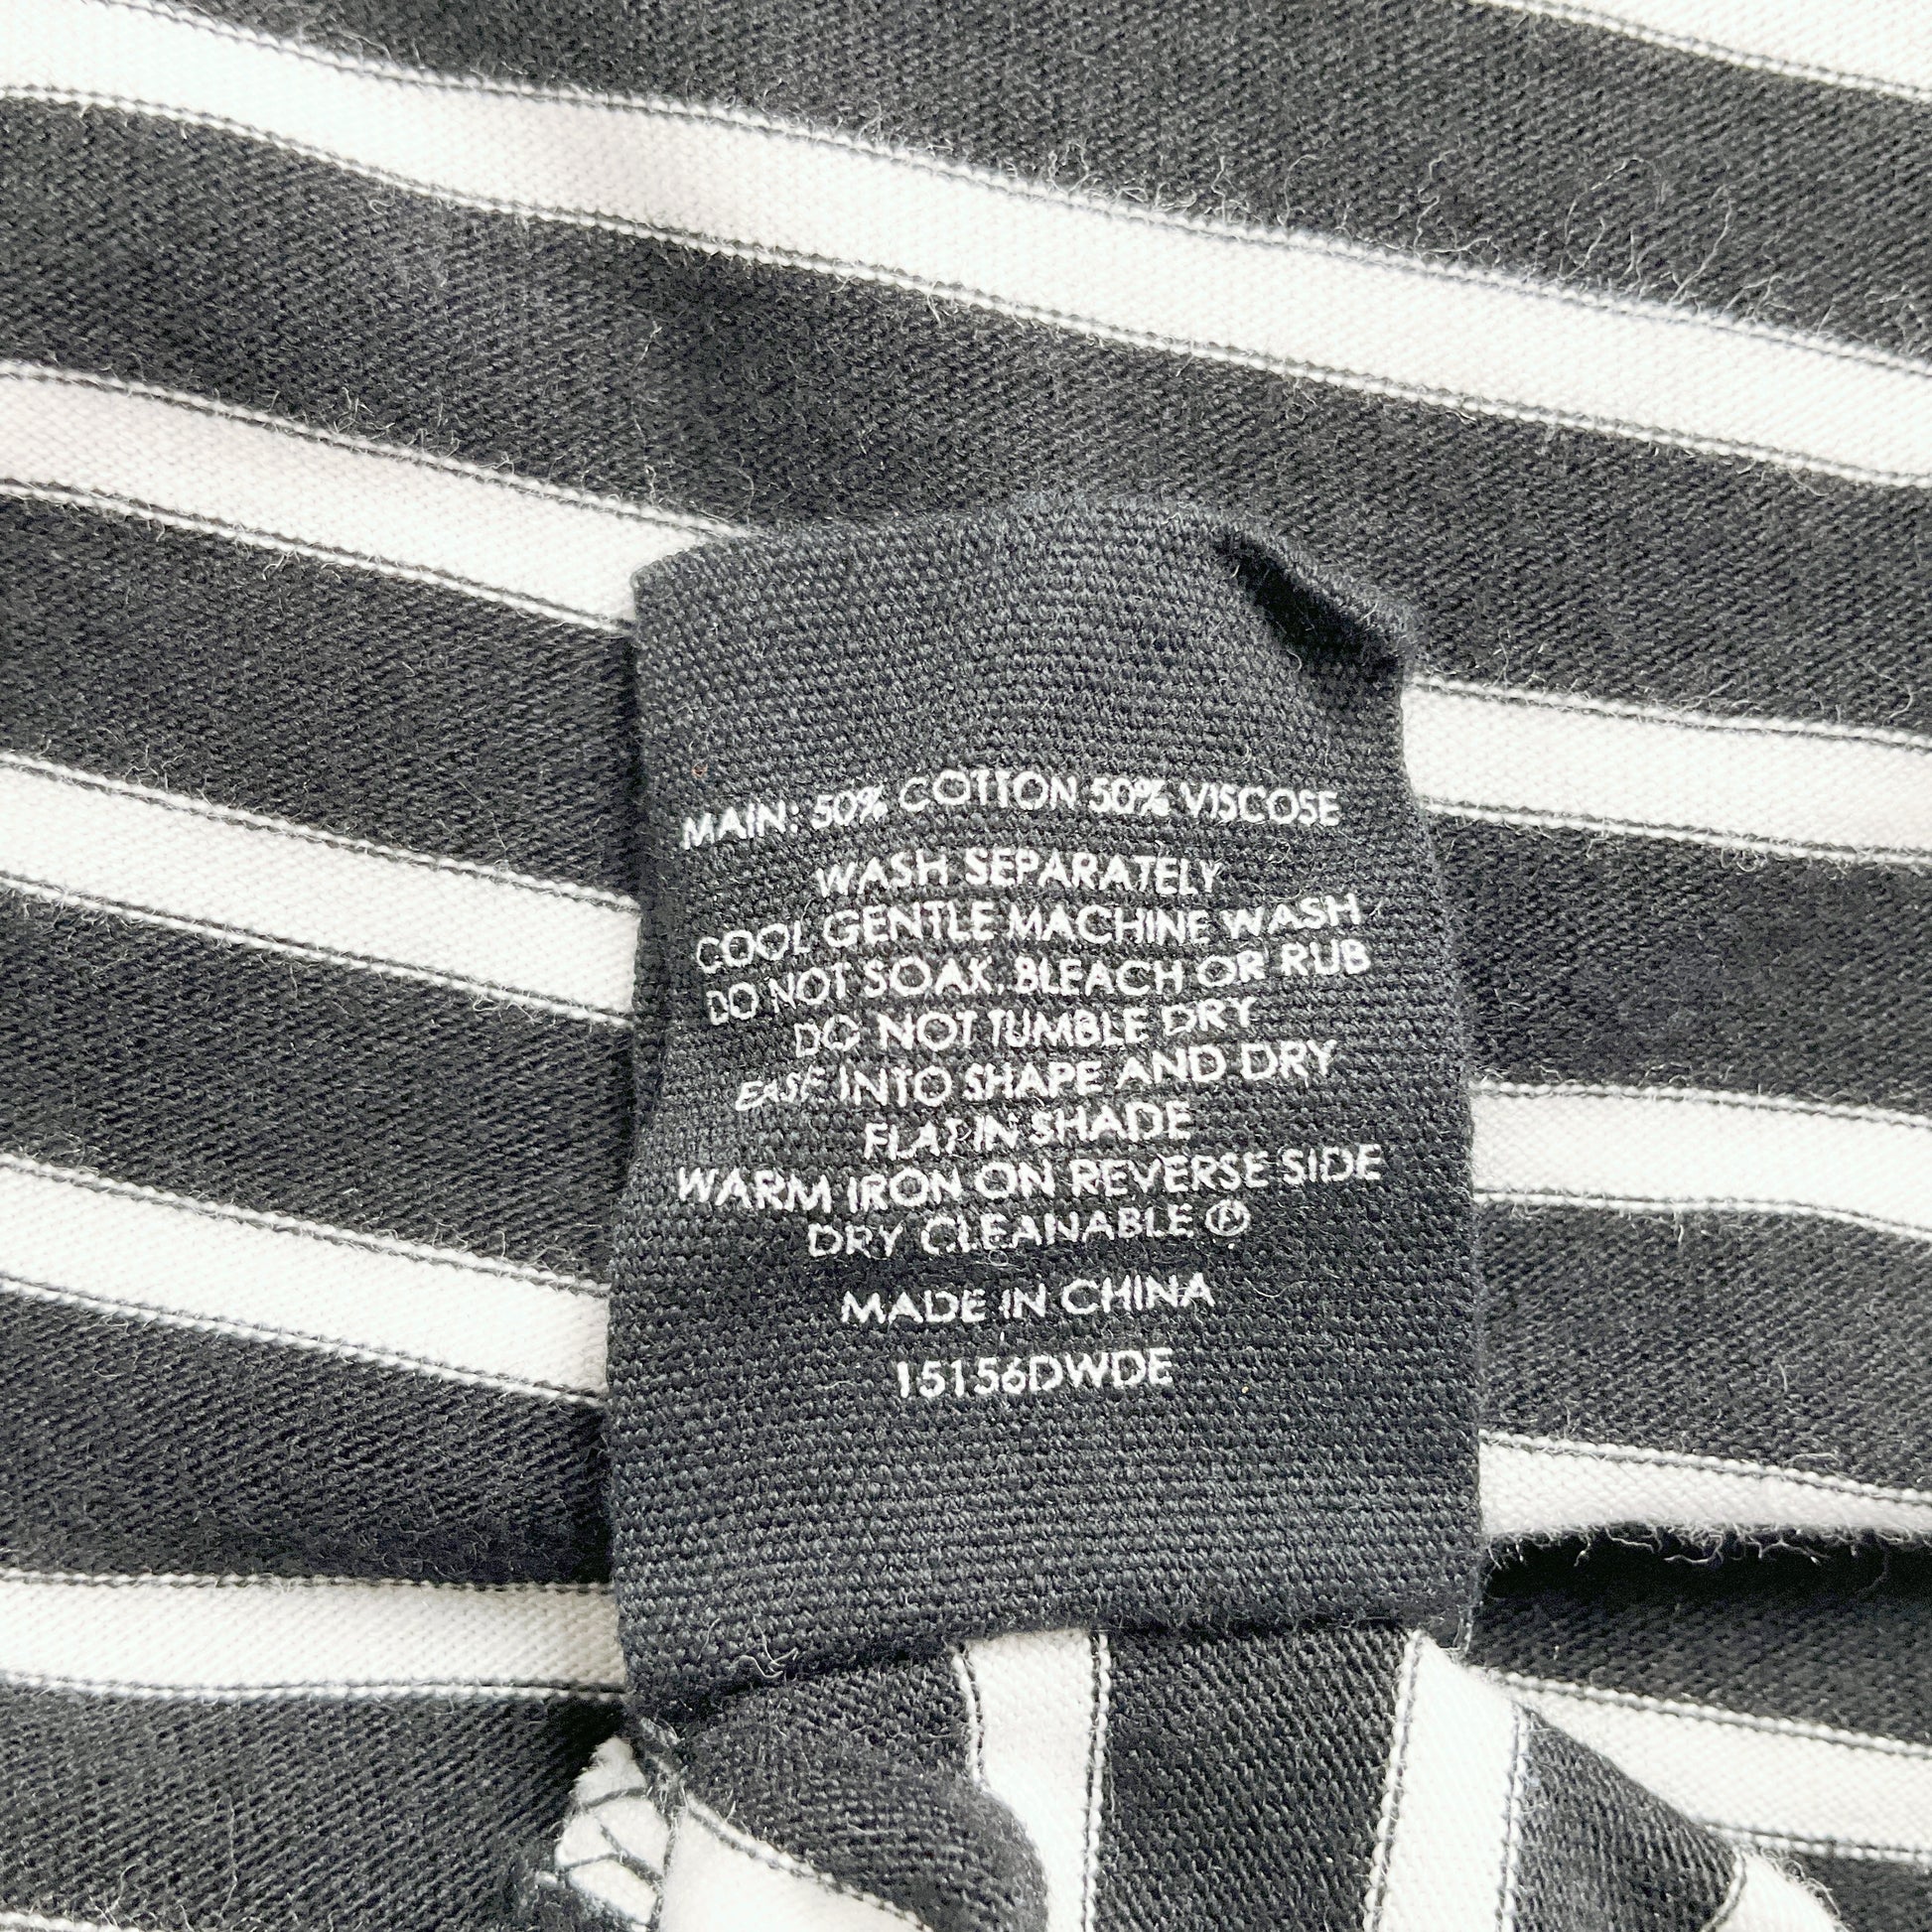 MAIN: 50% COTTON 50% VISCOSE
WASH SEPARATELY
COOL GENTLE MACHINE WASH
DO NOT SOAK, BLEACH OR RUB
DO NOT TUMBLE DRY
EASE INTO SHAPE AND DRY
FLAT IN SHADE
WARM IRON ON REVERSE SIDE
DRY CLEANABLE Ⓟ
MADE IN CHINA
15156DWDE